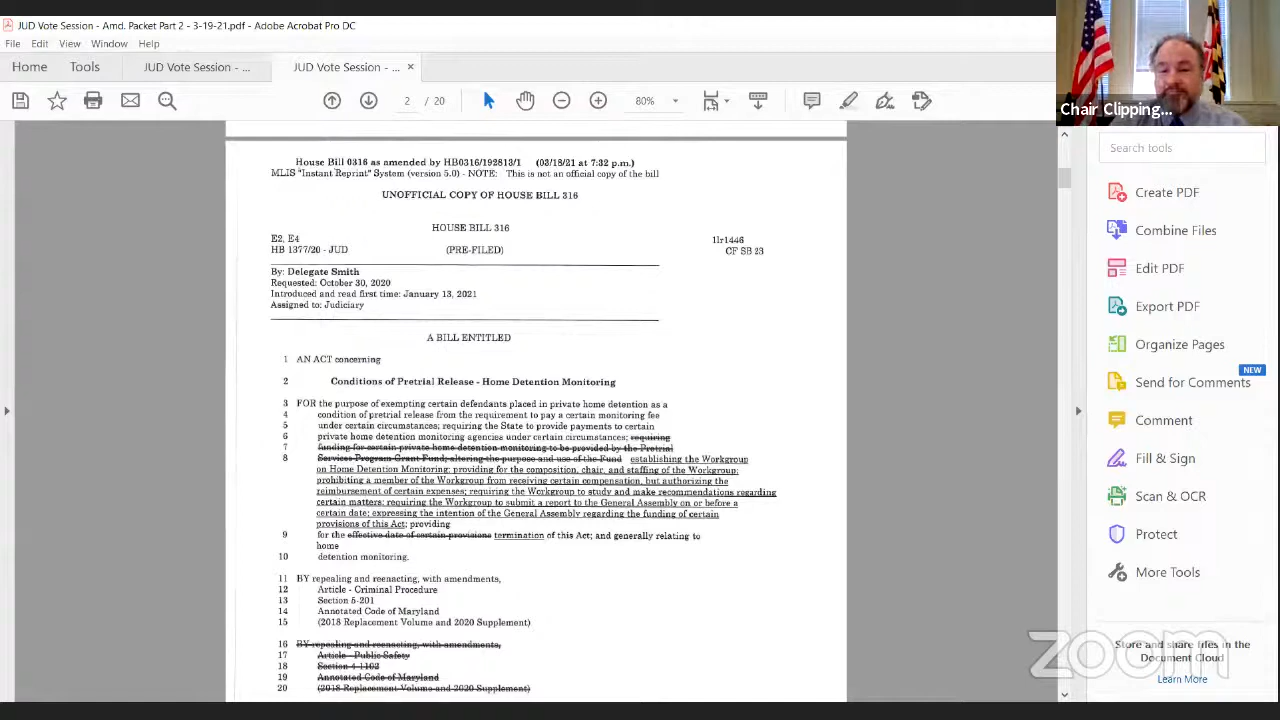 JUD Vote Session - Amd. Packet Part 2 - 3-19-21.pdf - Adobe Acrobat Pro DC
File Edit View Window Help
Home Tools JUD Vote Session - ... JUD Vote Session - ... ×
2 / 20 80%
Chair Clipping...
House Bill 0316 as amended by HB0316/192813/1 (03/18/21 at 7:32 p.m.)
MLIS "Instant Reprint" System (version 5.0) - NOTE: This is not an official copy of the bill
UNOFFICIAL COPY OF HOUSE BILL 316
HOUSE BILL 316
E2, E4 1lr1446
HB 1377/20 - JUD (PRE-FILED) CF SB 23
By: Delegate Smith
Requested: October 30, 2020
Introduced and read first time: January 13, 2021
Assigned to: Judiciary
A BILL ENTITLED
1 AN ACT concerning
2 Conditions of Pretrial Release - Home Detention Monitoring
3 FOR the purpose of exempting certain defendants placed in private home detention as a
4 condition of pretrial release from the requirement to pay a certain monitoring fee
5 under certain circumstances; requiring the State to provide payments to certain
6 private home detention monitoring agencies under certain circumstances; requiring
7 funding for certain private home detention monitoring to be provided by the Pretrial
8 Services Program Grant Fund; altering the purpose and use of the Fund establishing the Workgroup
on Home Detention Monitoring; providing for the composition, chair, and staffing of the Workgroup;
prohibiting a member of the Workgroup from receiving certain compensation, but authorizing the
reimbursement of certain expenses; requiring the Workgroup to study and make recommendations regarding
certain matters; requiring the Workgroup to submit a report to the General Assembly on or before a
certain date; expressing the intention of the General Assembly regarding the funding of certain
provisions of this Act; providing
9 for the effective date of certain provisions termination of this Act; and generally relating to
home
10 detention monitoring.
11 BY repealing and reenacting, with amendments,
12 Article - Criminal Procedure
13 Section 5-201
14 Annotated Code of Maryland
15 (2018 Replacement Volume and 2020 Supplement)
16 BY repealing and reenacting, with amendments,
17 Article - Public Safety
18 Section 4-1102
19 Annotated Code of Maryland
20 (2018 Replacement Volume and 2020 Supplement)
Search tools
Create PDF
Combine Files
Edit PDF
Export PDF
Organize Pages
NEW
Send for Comments
Comment
Fill & Sign
Scan & OCR
Protect
More Tools
Store and share files in the
Document Cloud
Learn More
zoom